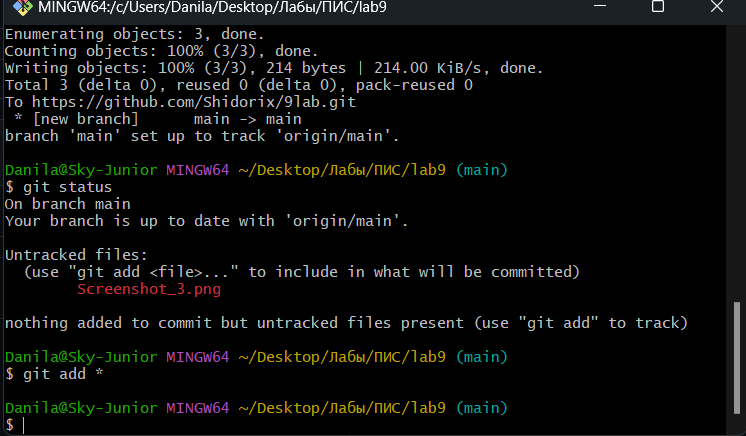 MINGW64:/c/Users/Danila/Desktop/Лабы/ПИС/lab9
Enumerating objects: 3, done.
Counting objects: 100% (3/3), done.
Writing objects: 100% (3/3), 214 bytes | 214.00 KiB/s, done.
Total 3 (delta 0), reused 0 (delta 0), pack-reused 0
To https://github.com/Shidorix/9lab.git
 * [new branch]      main -> main
branch 'main' set up to track 'origin/main'.

Danila@Sky-Junior MINGW64 ~/Desktop/Лабы/ПИС/lab9 (main)
$ git status
On branch main
Your branch is up to date with 'origin/main'.

Untracked files:
  (use "git add <file>..." to include in what will be committed)
        Screenshot_3.png

nothing added to commit but untracked files present (use "git add" to track)

Danila@Sky-Junior MINGW64 ~/Desktop/Лабы/ПИС/lab9 (main)
$ git add *

Danila@Sky-Junior MINGW64 ~/Desktop/Лабы/ПИС/lab9 (main)
$